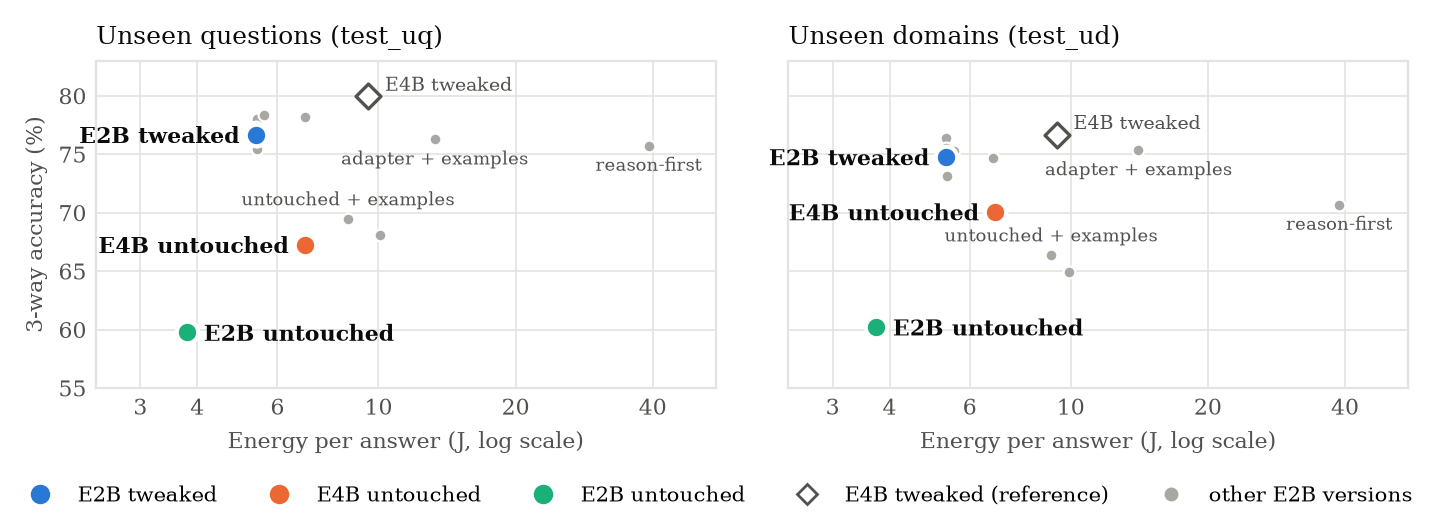 Unseen questions (test_uq)
3-way accuracy (%)
80
75
70
65
60
55
E4B tweaked
E2B tweaked
adapter + examples
reason-first
untouched + examples
E4B untouched
E2B untouched
3 4 6 10 20 40
Energy per answer (J, log scale)
Unseen domains (test_ud)
E4B tweaked
E2B tweaked
adapter + examples
E4B untouched
reason-first
untouched + examples
E2B untouched
3 4 6 10 20 40
Energy per answer (J, log scale)
E2B tweaked E4B untouched E2B untouched E4B tweaked (reference) other E2B versions